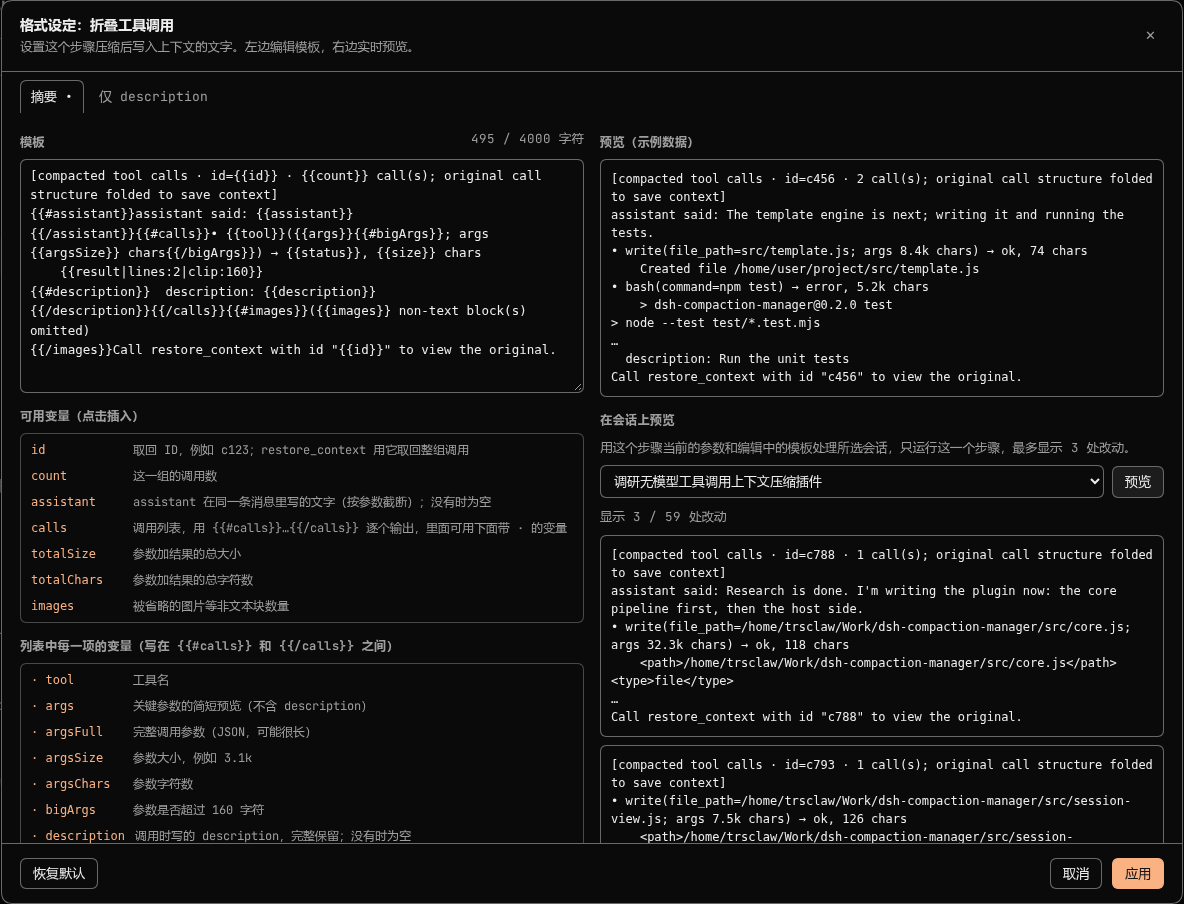 格式设定：折叠工具调用
设置这个步骤压缩后写入上下文的文字。左边编辑模板，右边实时预览。
×
摘要 •
仅 description
模板
495 / 4000 字符
[compacted tool calls · id={{id}} · {{count}} call(s); original call
structure folded to save context]
{{#assistant}}assistant said: {{assistant}}
{{/assistant}}{{#calls}}• {{tool}}({{args}}{{#bigArgs}}; args
{{argsSize}} chars{{/bigArgs}}) → {{status}}, {{size}} chars
    {{result|lines:2|clip:160}}
{{#description}}  description: {{description}}
{{/description}}{{/calls}}{{#images}}({{images}} non-text block(s)
omitted)
{{/images}}Call restore_context with id "{{id}}" to view the original.
可用变量（点击插入）
id 取回 ID，例如 c123；restore_context 用它取回整组调用
count 这一组的调用数
assistant assistant 在同一条消息里写的文字（按参数截断）；没有时为空
calls 调用列表，用 {{#calls}}…{{/calls}} 逐个输出，里面可用下面带 · 的变量
totalSize 参数加结果的总大小
totalChars 参数加结果的总字符数
images 被省略的图片等非文本块数量
列表中每一项的变量（写在 {{#calls}} 和 {{/calls}} 之间）
· tool 工具名
· args 关键参数的简短预览（不含 description）
· argsFull 完整调用参数（JSON，可能很长）
· argsSize 参数大小，例如 3.1k
· argsChars 参数字符数
· bigArgs 参数是否超过 160 字符
· description 调用时写的 description，完整保留；没有时为空
预览（示例数据）
[compacted tool calls · id=c456 · 2 call(s); original call structure folded
to save context]
assistant said: The template engine is next; writing it and running the
tests.
• write(file_path=src/template.js; args 8.4k chars) → ok, 74 chars
    Created file /home/user/project/src/template.js
• bash(command=npm test) → error, 5.2k chars
    > dsh-compaction-manager@0.2.0 test
> node --test test/*.test.mjs
…
  description: Run the unit tests
Call restore_context with id "c456" to view the original.
在会话上预览
用这个步骤当前的参数和编辑中的模板处理所选会话，只运行这一个步骤，最多显示 3 处改动。
调研无模型工具调用上下文压缩插件
预览
显示 3 / 59 处改动
[compacted tool calls · id=c788 · 1 call(s); original call structure folded
to save context]
assistant said: Research is done. I'm writing the plugin now: the core
pipeline first, then the host side.
• write(file_path=/home/trsclaw/Work/dsh-compaction-manager/src/core.js;
args 32.3k chars) → ok, 118 chars
    <path>/home/trsclaw/Work/dsh-compaction-manager/src/core.js</path>
<type>file</type>
…
Call restore_context with id "c788" to view the original.
[compacted tool calls · id=c793 · 1 call(s); original call structure folded
to save context]
• write(file_path=/home/trsclaw/Work/dsh-compaction-manager/src/session-
view.js; args 7.5k chars) → ok, 126 chars
    <path>/home/trsclaw/Work/dsh-compaction-manager/src/session-
恢复默认
取消
应用